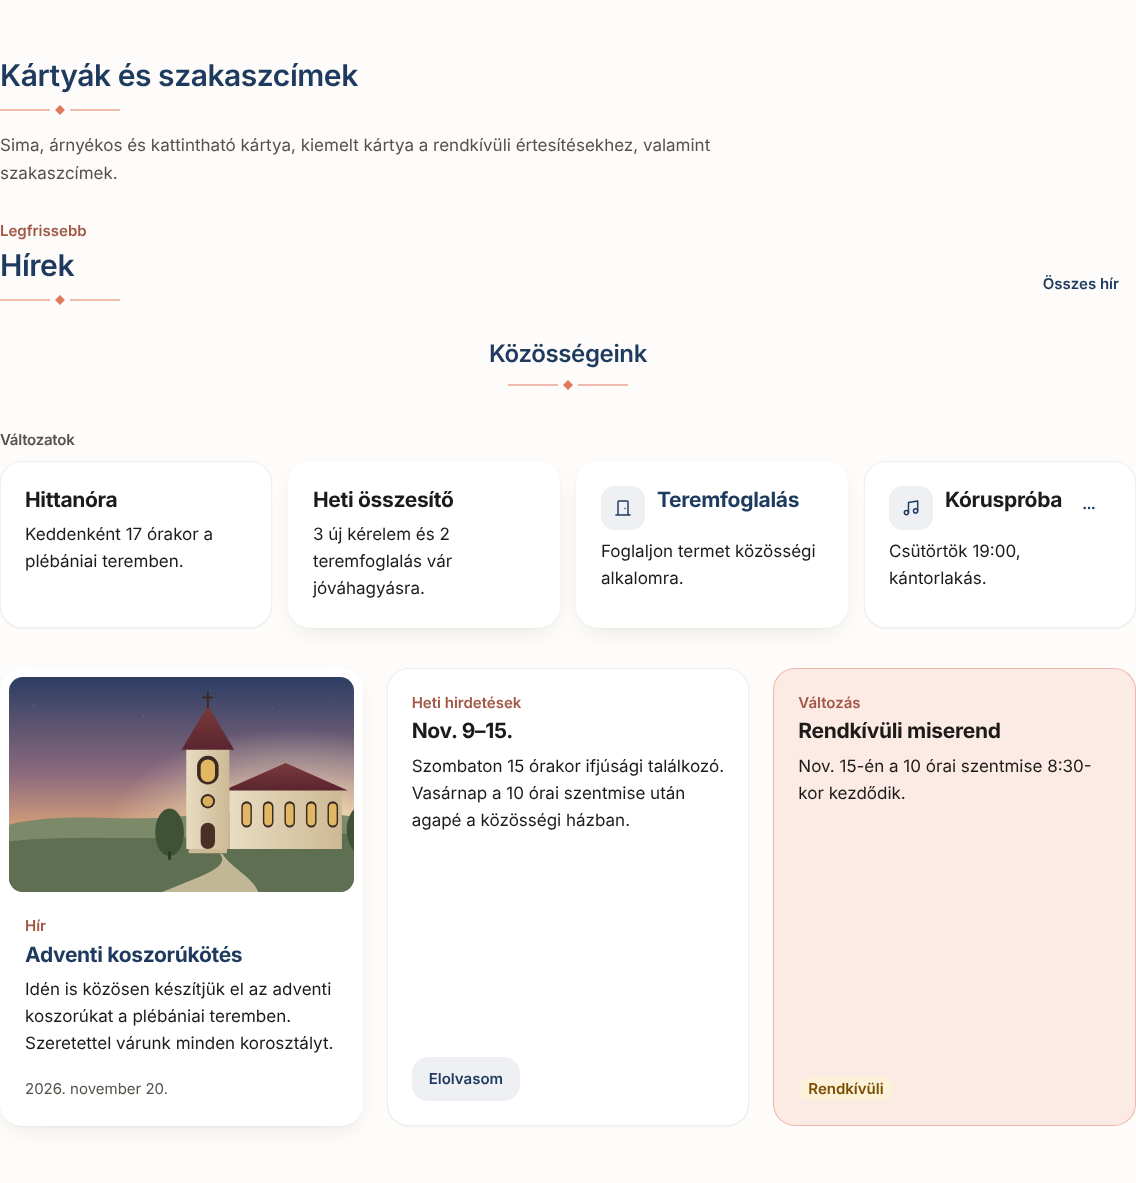 Kártyák és szakaszcímek
Sima, árnyékos és kattintható kártya, kiemelt kártya a rendkívüli értesítésekhez, valamint
szakaszcímek.
Legfrissebb
Hírek
Összes hír
Közösségeink
Változatok
Hittanóra
Keddenként 17 órakor a
plébániai teremben.
Heti összesítő
3 új kérelem és 2
teremfoglalás vár
jóváhagyásra.
Teremfoglalás
Foglaljon termet közösségi
alkalomra.
Kóruspróba
...
Csütörtök 19:00,
kántorlakás.
Hír
Adventi koszorúkötés
Idén is közösen készítjük el az adventi
koszorúkat a plébániai teremben.
Szeretettel várunk minden korosztályt.
2026. november 20.
Heti hirdetések
Nov. 9–15.
Szombaton 15 órakor ifjúsági találkozó.
Vasárnap a 10 órai szentmise után
agapé a közösségi házban.
Elolvasom
Változás
Rendkívüli miserend
Nov. 15-én a 10 órai szentmise 8:30-
kor kezdődik.
Rendkívüli